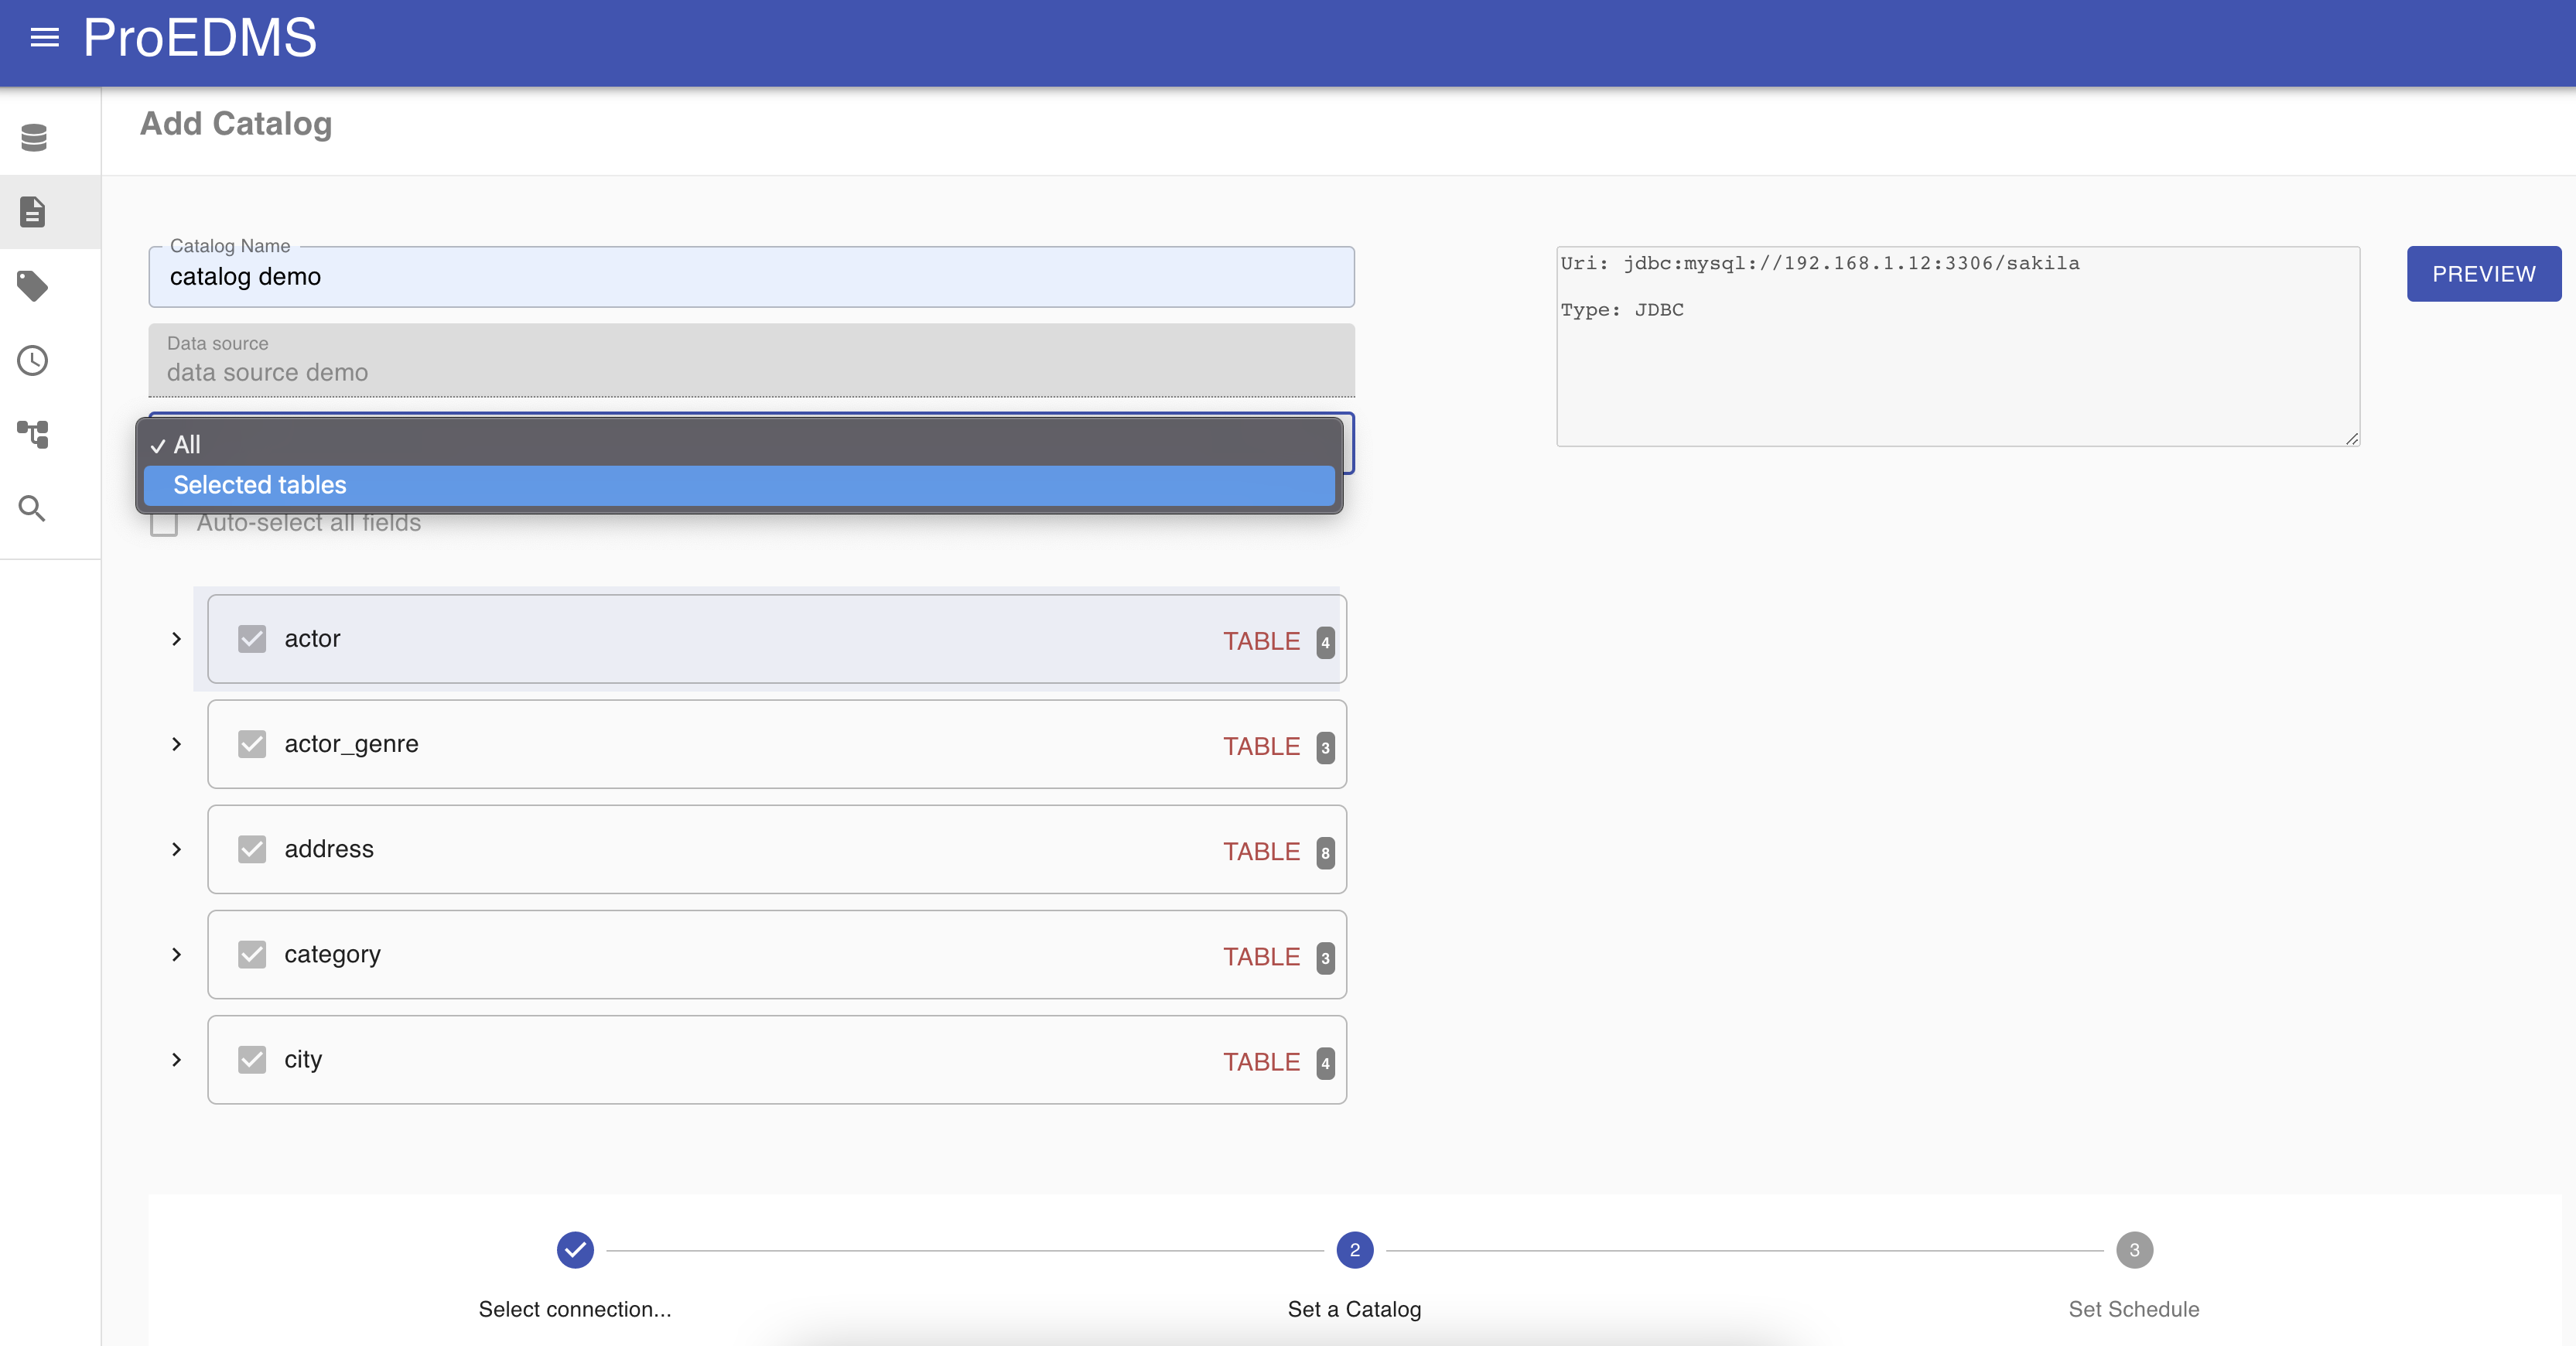 ProEDMS
Add Catalog
Catalog Name
catalog demo
Data source
data source demo
All
Selected tables
Auto-select all fields
Uri: jdbc:mysql://192.168.1.12:3306/sakila
Type: JDBC
PREVIEW
actor TABLE 4
actor_genre TABLE 3
address TABLE 8
category TABLE 3
city TABLE 4
2 3
Select connection... Set a Catalog Set Schedule